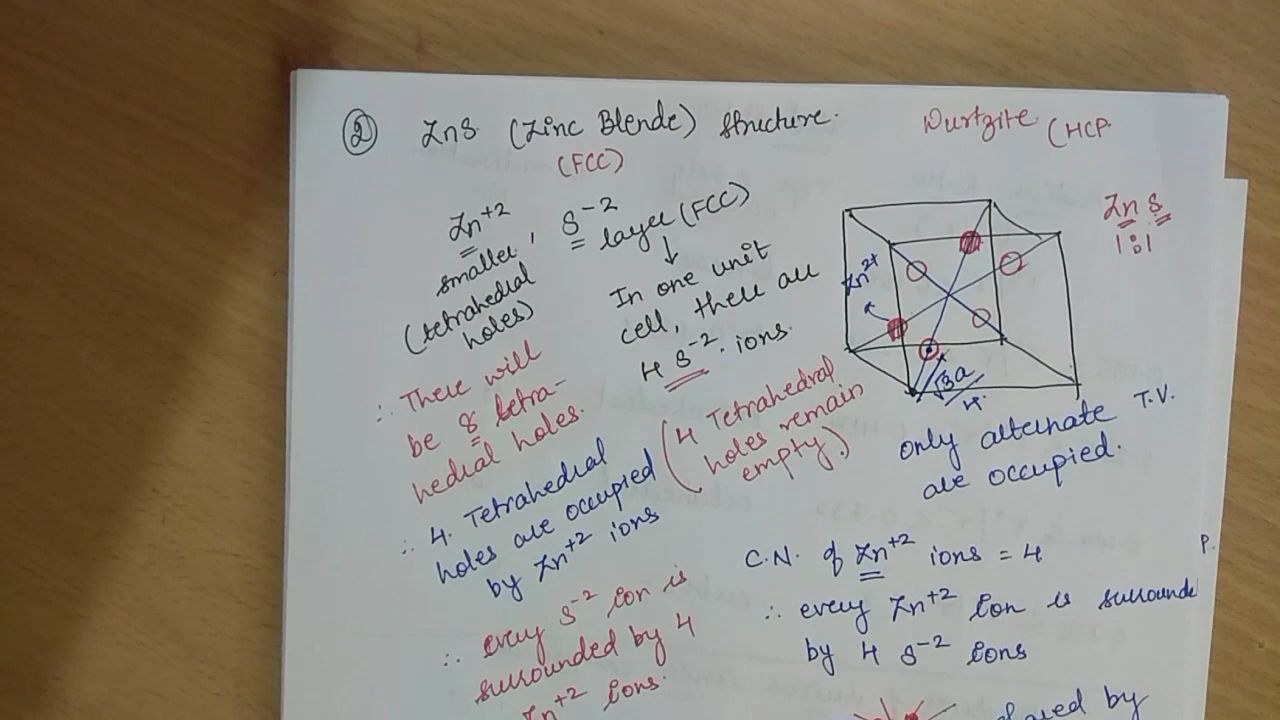 ② ZnS (Zinc Blende) structure.
(FCC)
Wurtzite (HCP
Zn+2
smaller,
(tetrahedral
holes)
S-2
layer (FCC)
↓
In one unit
cell, there are
4 S-2 ions.
∴ There will
be 8 tetra-
hedral holes.
∴ 4 Tetrahedral
holes are occupied
by Zn+2 ions
(4 Tetrahedral
holes remain
empty.)
∴ every S-2 ion is
surrounded by 4
Zn+2 ions.
Zn2+
√3a/4
Zn S
1:1
only alternate T.V.
are occupied.
C.N. of Zn+2 ions = 4
P.
∴ every Zn+2 ion is surrounde
by 4 S-2 ions
by